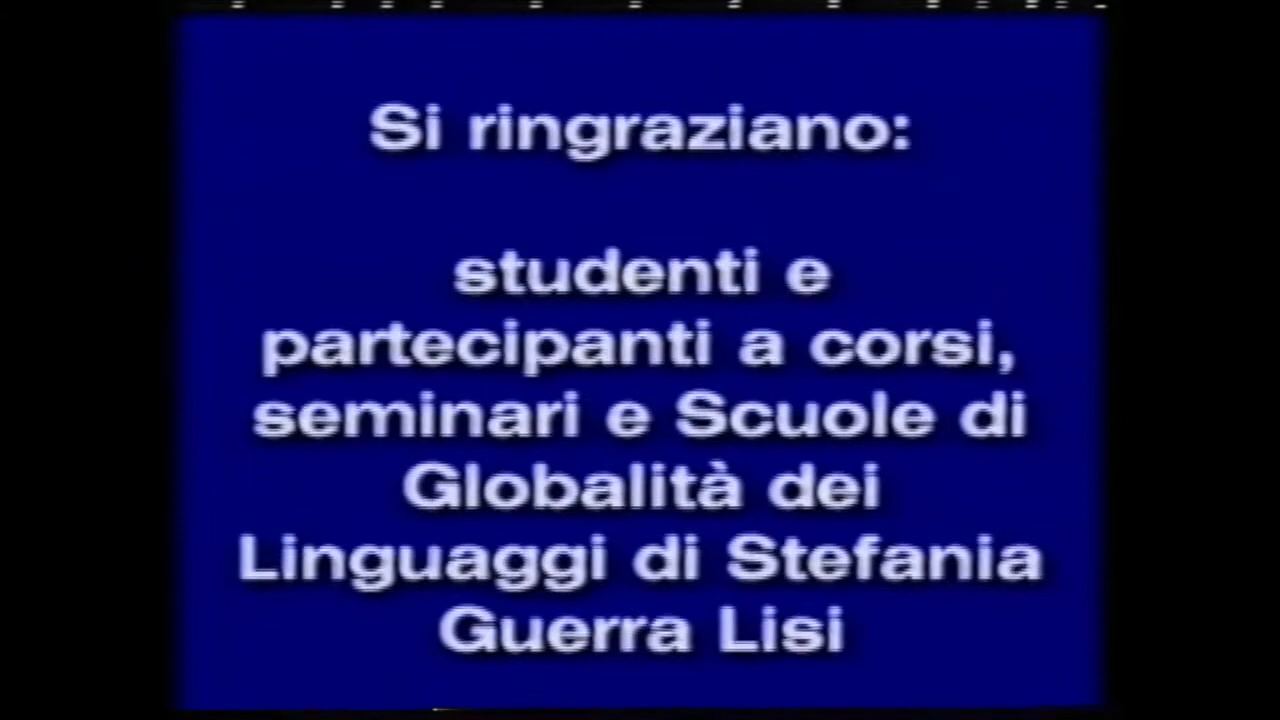 Si ringraziano:
studenti e
partecipanti a corsi,
seminari e Scuole di
Globalità dei
Linguaggi di Stefania
Guerra Lisi